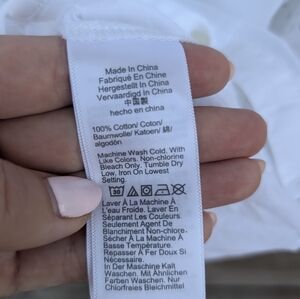 Made In China
Fabriqué En Chine
Hergestellt In China
Vervaardigd In China
中国製
hecho en china
100% Cotton/ Coton/
Baumwolle/ Katoen/ 綿/
algodón
Machine Wash Cold. With
Like Colors. Non-chlorine
Bleach Only. Tumble Dry
Low, Iron On Lowest
Setting.
30
Laver À La Machine À
L'eau Froide. Laver En
Séparant Les Couleurs.
Seulement Agent De
Blanchiment Non-chlorine.
Sécher À La Machine À
Basse Température.
Repasser À Fer Doux Si
Nécessaire.
In Der Maschine Kalt
Waschen. Mit Ähnlichen
Farben Waschen. Nur
Chlorfreies Bleichmittel